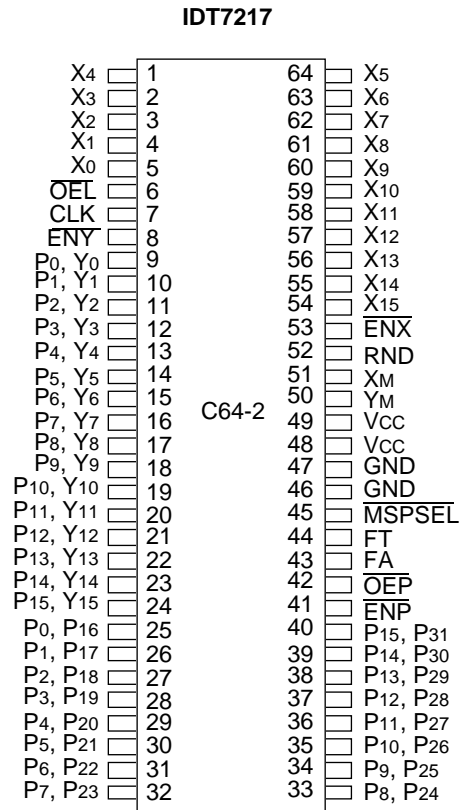 IDT7217
X4 1 64 X5
X3 2 63 X6
X2 3 62 X7
X1 4 61 X8
X0 5 60 X9
OEL 6 59 X10
CLK 7 58 X11
ENY 8 57 X12
P0, Y0 9 56 X13
P1, Y1 10 55 X14
P2, Y2 11 54 X15
P3, Y3 12 53 ENX
P4, Y4 13 52 RND
P5, Y5 14 51 XM
P6, Y6 15 50 YM
P7, Y7 16 C64-2 49 VCC
P8, Y8 17 48 VCC
P9, Y9 18 47 GND
P10, Y10 19 46 GND
P11, Y11 20 45 MSPSEL
P12, Y12 21 44 FT
P13, Y13 22 43 FA
P14, Y14 23 42 OEP
P15, Y15 24 41 ENP
P0, P16 25 40 P15, P31
P1, P17 26 39 P14, P30
P2, P18 27 38 P13, P29
P3, P19 28 37 P12, P28
P4, P20 29 36 P11, P27
P5, P21 30 35 P10, P26
P6, P22 31 34 P9, P25
P7, P23 32 33 P8, P24